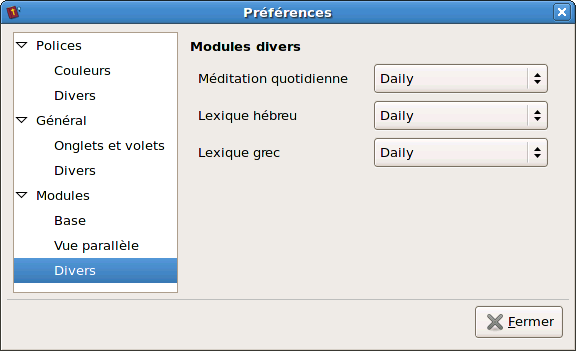 Préférences
Polices
Couleurs
Divers
Général
Onglets et volets
Divers
Modules
Base
Vue parallèle
Divers
Modules divers
Méditation quotidienne Daily
Lexique hébreu Daily
Lexique grec Daily
Fermer